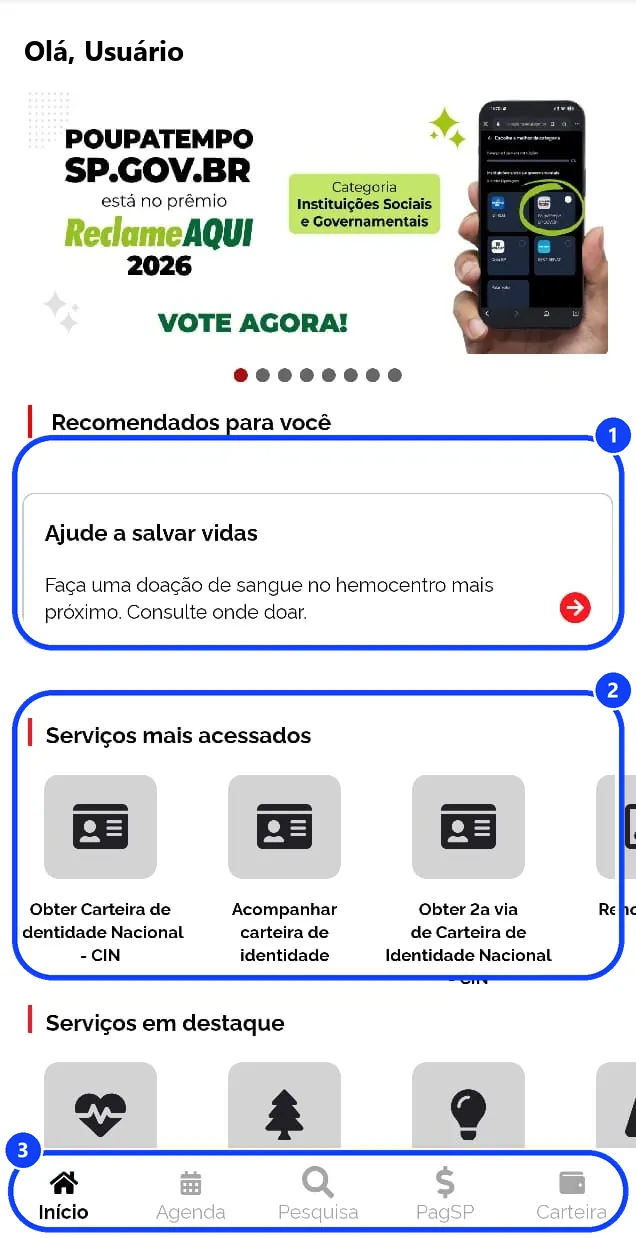 Olá, Usuário
POUPATEMPO
SP.GOV.BR
está no prêmio
ReclameAQUI
2026
VOTE AGORA!
Categoria
Instituições Sociais
e Governamentais
Recomendados para você
1
Ajude a salvar vidas
Faça uma doação de sangue no hemocentro mais
próximo. Consulte onde doar.
2
Serviços mais acessados
Obter Carteira de
dentidade Nacional
- CIN
Acompanhar
carteira de
identidade
Obter 2a via
de Carteira de
Identidade Nacional
- CIN
Serviços em destaque
3
Início
Agenda
Pesquisa
PagSP
Carteira